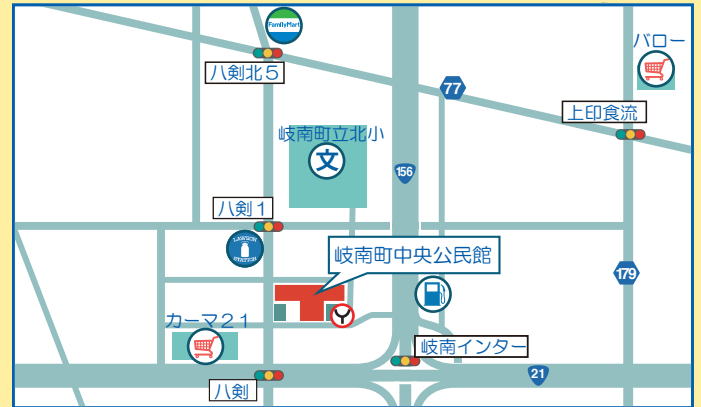 FamilyMart
バロー
八剣北5
77
上印食流
岐南町立北小
文
156
八剣1
LAWSON
STATION
岐南町中央公民館
179
カーマ21
岐南インター
21
八剣